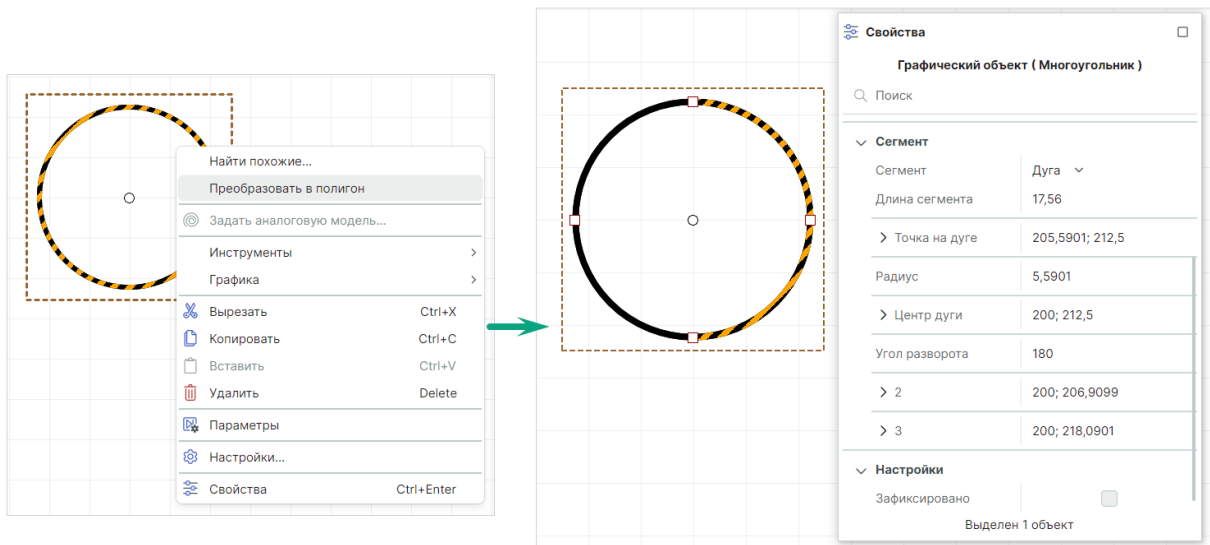 Найти похожие...
Преобразовать в полигон
Задать аналоговую модель...
Инструменты
Графика
Вырезать Ctrl+X
Копировать Ctrl+C
Вставить Ctrl+V
Удалить Delete
Параметры
Настройки...
Свойства Ctrl+Enter
Свойства
Графический объект ( Многоугольник )
Поиск
Сегмент
Сегмент Дуга
Длина сегмента 17,56
Точка на дуге 205,5901; 212,5
Радиус 5,5901
Центр дуги 200; 212,5
Угол разворота 180
2 200; 206,9099
3 200; 218,0901
Настройки
Зафиксировано
Выделен 1 объект